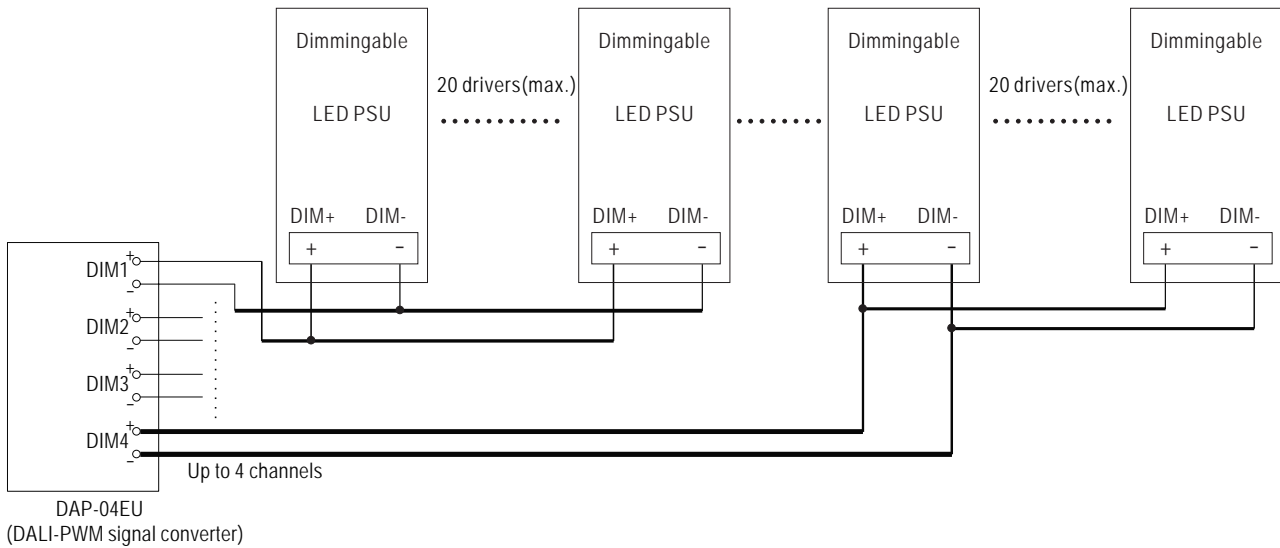 Dimmingable
LED PSU
DIM+ DIM-
+ −
20 drivers(max.)
Dimmingable
LED PSU
DIM+ DIM-
+ −
Dimmingable
LED PSU
DIM+ DIM-
+ −
20 drivers(max.)
Dimmingable
LED PSU
DIM+ DIM-
+ −
DIM1
+
−
DIM2
+
−
DIM3
+
−
DIM4
+
−
Up to 4 channels
DAP-04EU
(DALI-PWM signal converter)